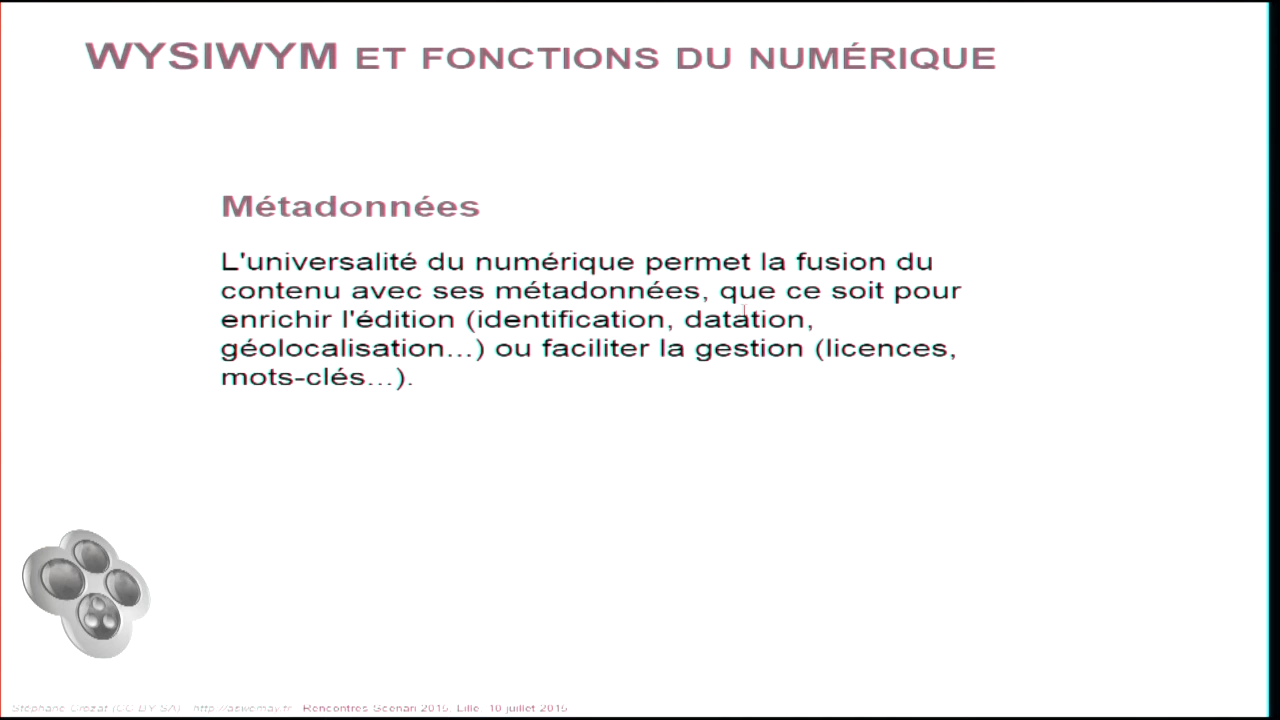 WYSIWYM ET FONCTIONS DU NUMÉRIQUE
Métadonnées
L'universalité du numérique permet la fusion du
contenu avec ses métadonnées, que ce soit pour
enrichir l'édition (identification, datation,
géolocalisation...) ou faciliter la gestion (licences,
mots-clés...).
Stéphane Crozat (CC BY SA) http://aswemay.fr Rencontres Scenari 2015, Lille, 10 juillet 2015